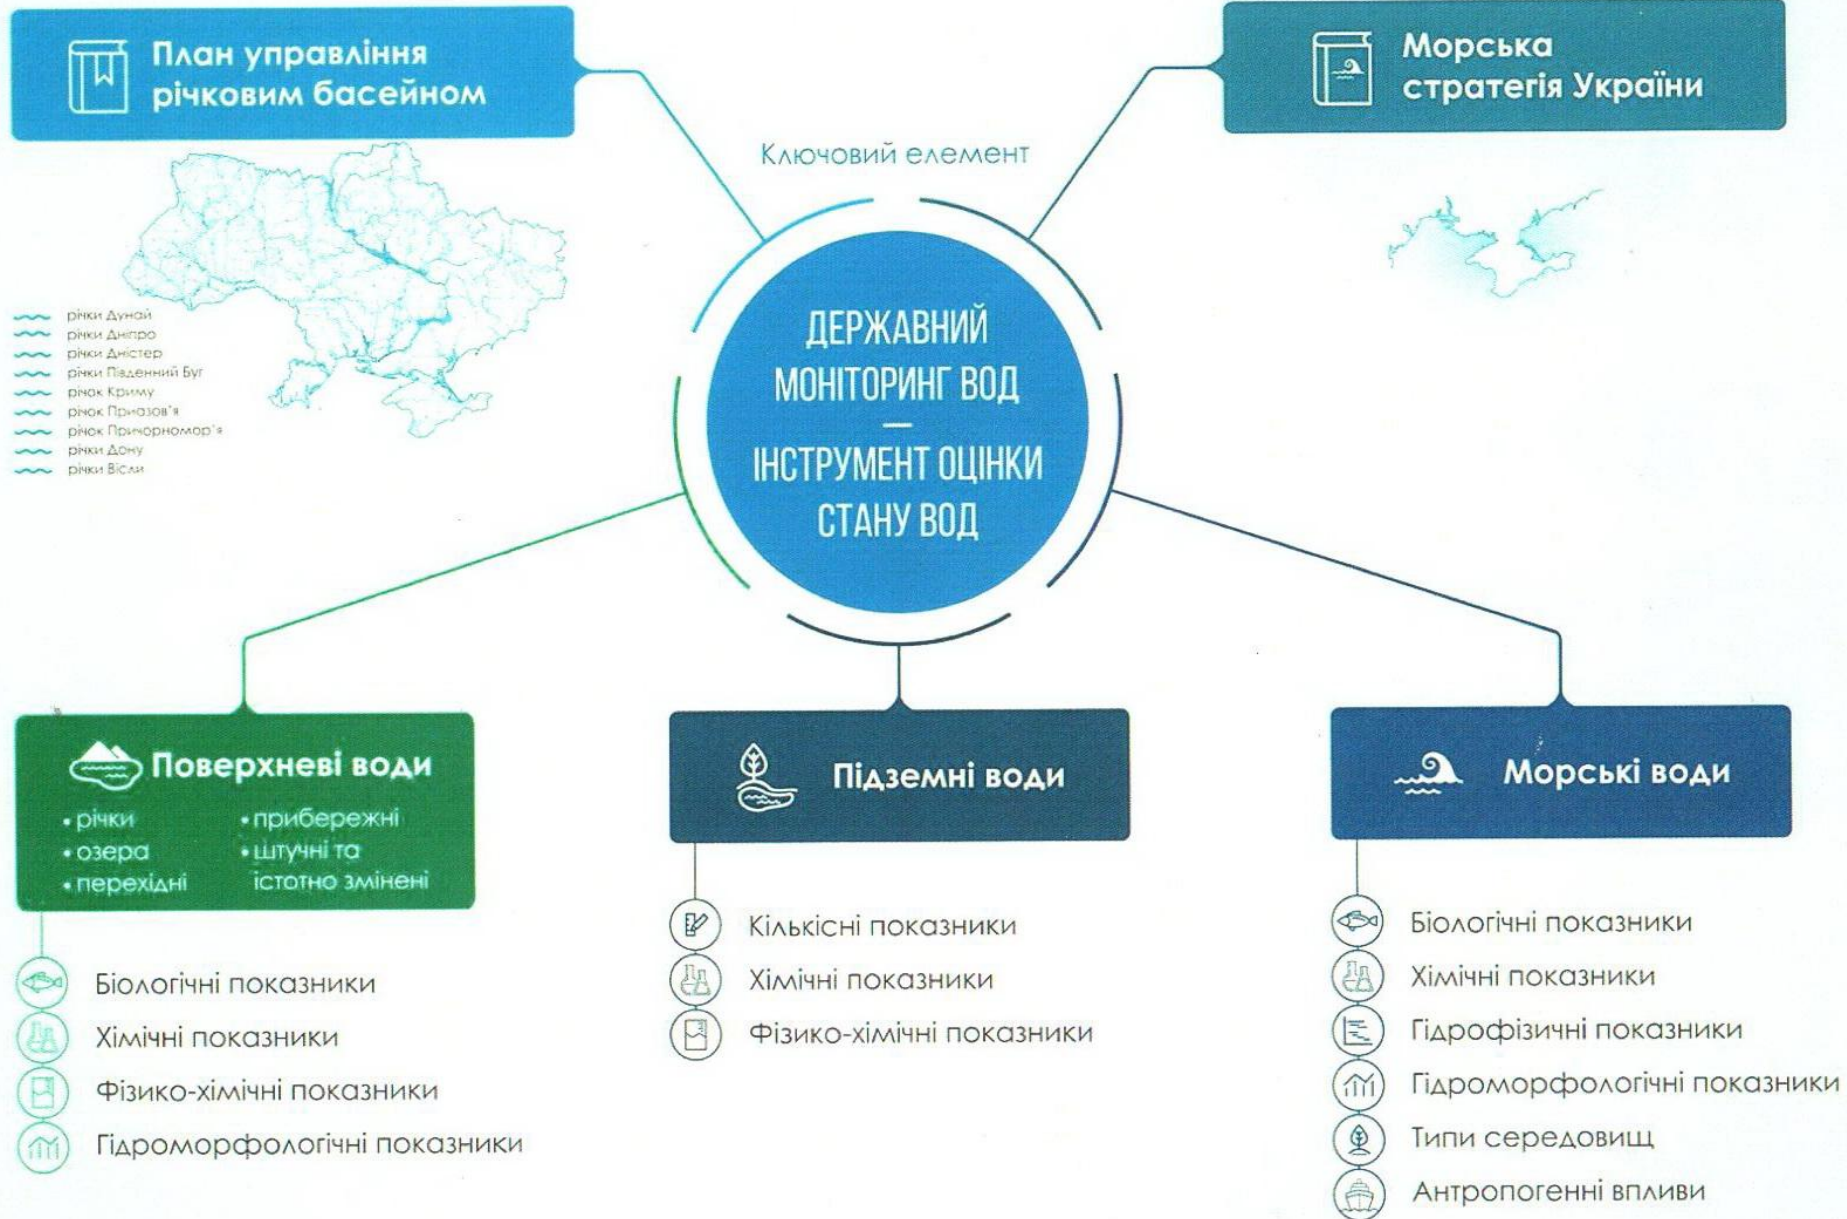 План управління
річковим басейном
Морська
стратегія України
Ключовий елемент
річки Дунай
річки Дніпро
річки Дністер
річки Південний Буг
річок Криму
річок Приазов'я
річок Причорномор'я
річки Дону
річки Вісли
ДЕРЖАВНИЙ
МОНІТОРИНГ ВОД
—
ІНСТРУМЕНТ ОЦІНКИ
СТАНУ ВОД
Поверхневі води
• річки
• озера
• перехідні
• прибережні
• штучні та
істотно змінені
Біологічні показники
Хімічні показники
Фізико-хімічні показники
Гідроморфологічні показники
Підземні води
Кількісні показники
Хімічні показники
Фізико-хімічні показники
Морські води
Біологічні показники
Хімічні показники
Гідрофізичні показники
Гідроморфологічні показники
Типи середовищ
Антропогенні впливи